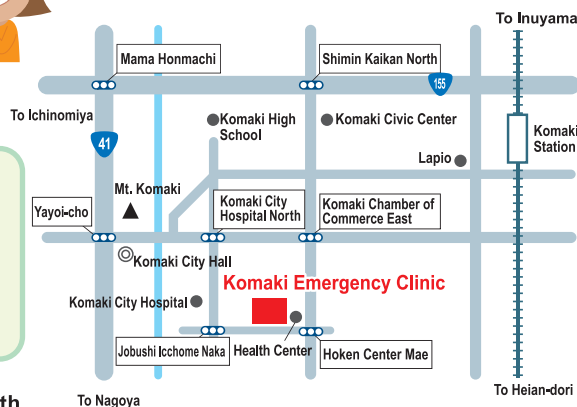 To Inuyama
Mama Honmachi
Shimin Kaikan North
155
To Ichinomiya
41
Komaki High
School
Komaki Civic Center
Komaki
Station
Lapio
Mt. Komaki
Yayoi-cho
Komaki City
Hospital North
Komaki Chamber of
Commerce East
Komaki City Hall
Komaki Emergency Clinic
Komaki City Hospital
Jobushi Icchome Naka
Health Center
Hoken Center Mae
To Nagoya
To Heian-dori
th